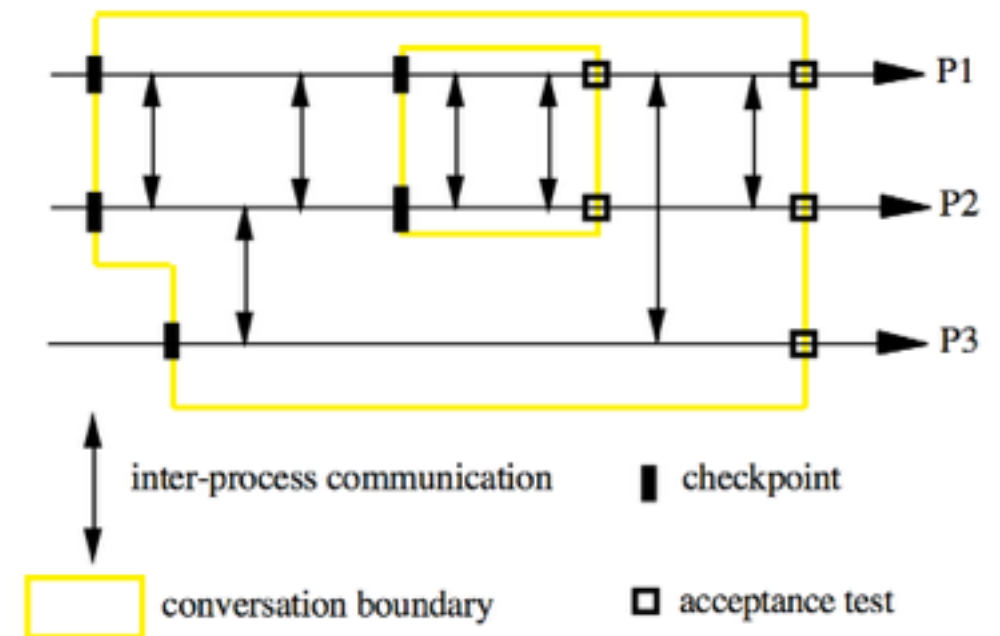 P1
P2
P3
inter-process communication
checkpoint
conversation boundary
acceptance test